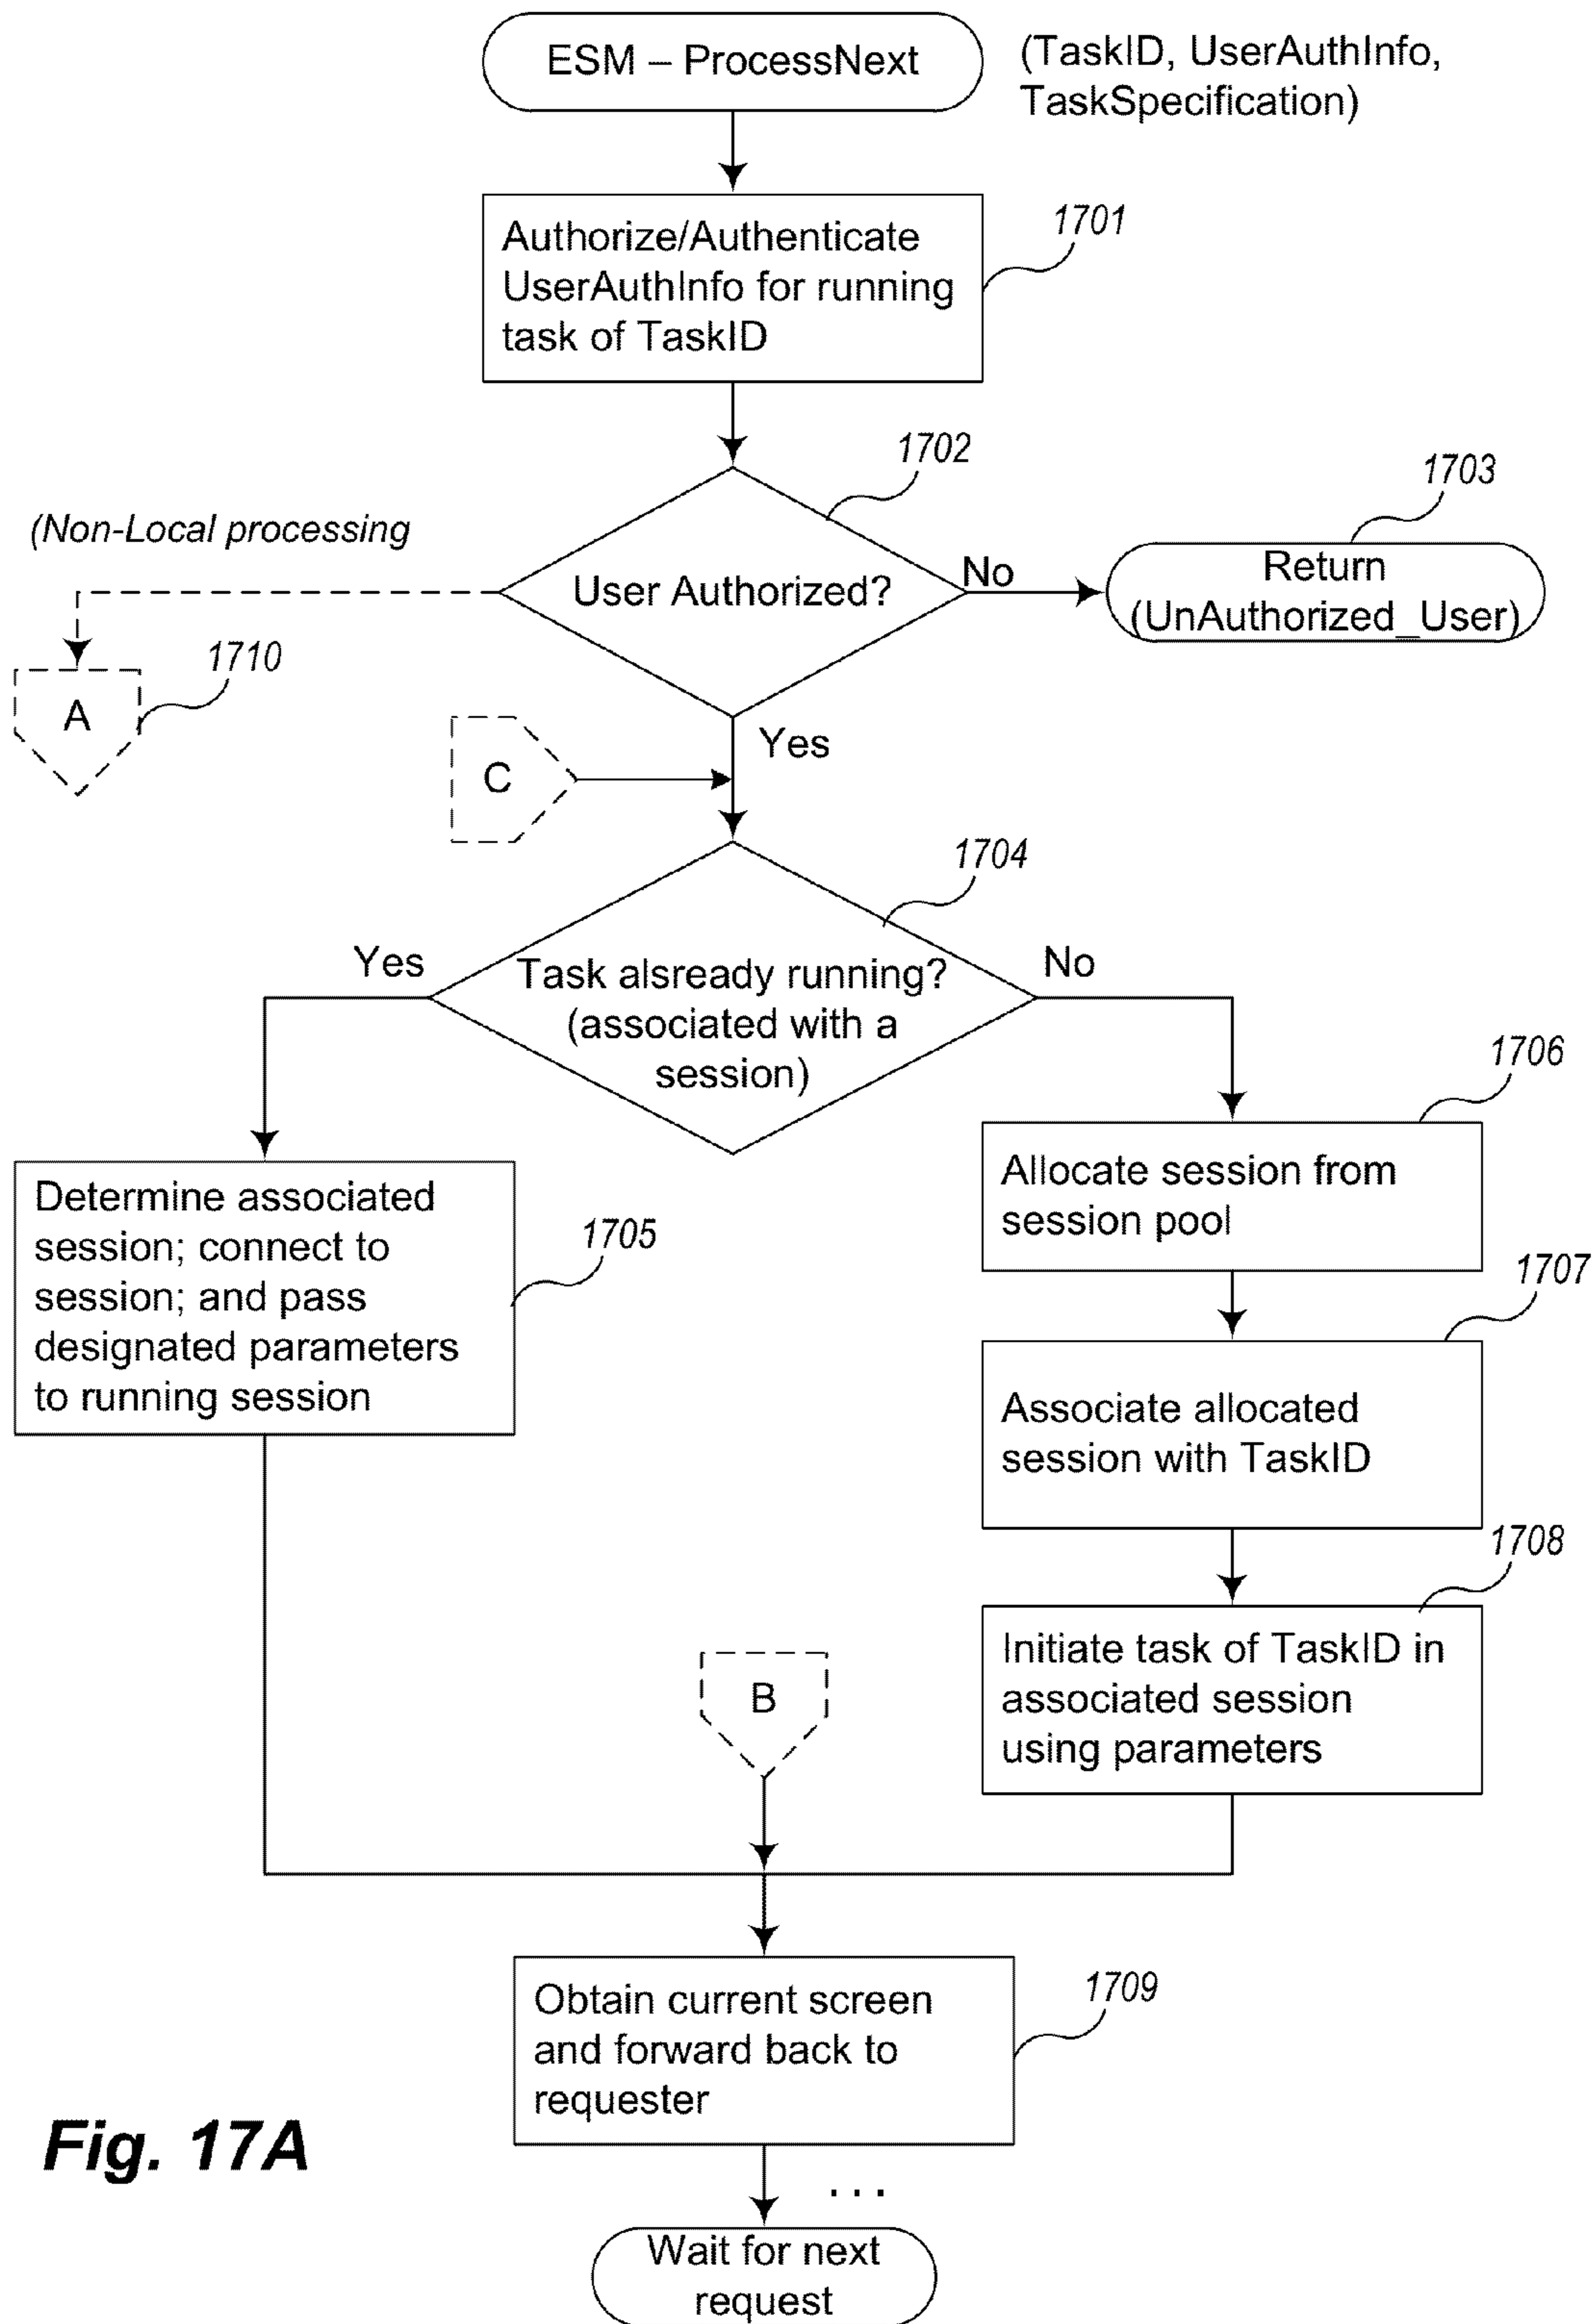 ESM – ProcessNext
(TaskID, UserAuthInfo,
TaskSpecification)
1701
Authorize/Authenticate
UserAuthInfo for running
task of TaskID
1702
1703
(Non-Local processing
User Authorized?
No
Return
(UnAuthorized_User)
1710
A
Yes
C
1704
Yes
No
Task alsready running?
(associated with a
session)
1706
Allocate session from
session pool
Determine associated
session; connect to
session; and pass
designated parameters
to running session
1705
1707
Associate allocated
session with TaskID
1708
Initiate task of TaskID in
associated session
using parameters
B
1709
Obtain current screen
and forward back to
requester
Fig. 17A
. . .
Wait for next
request